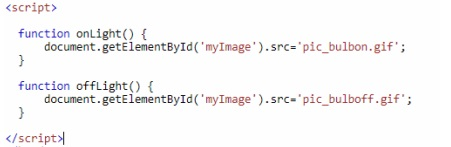 <script>
function onLight() {
document.getElementById('myImage').src='pic_bulbon.gif';
}
function offLight() {
document.getElementById('myImage').src='pic_bulboff.gif';
}
</script>